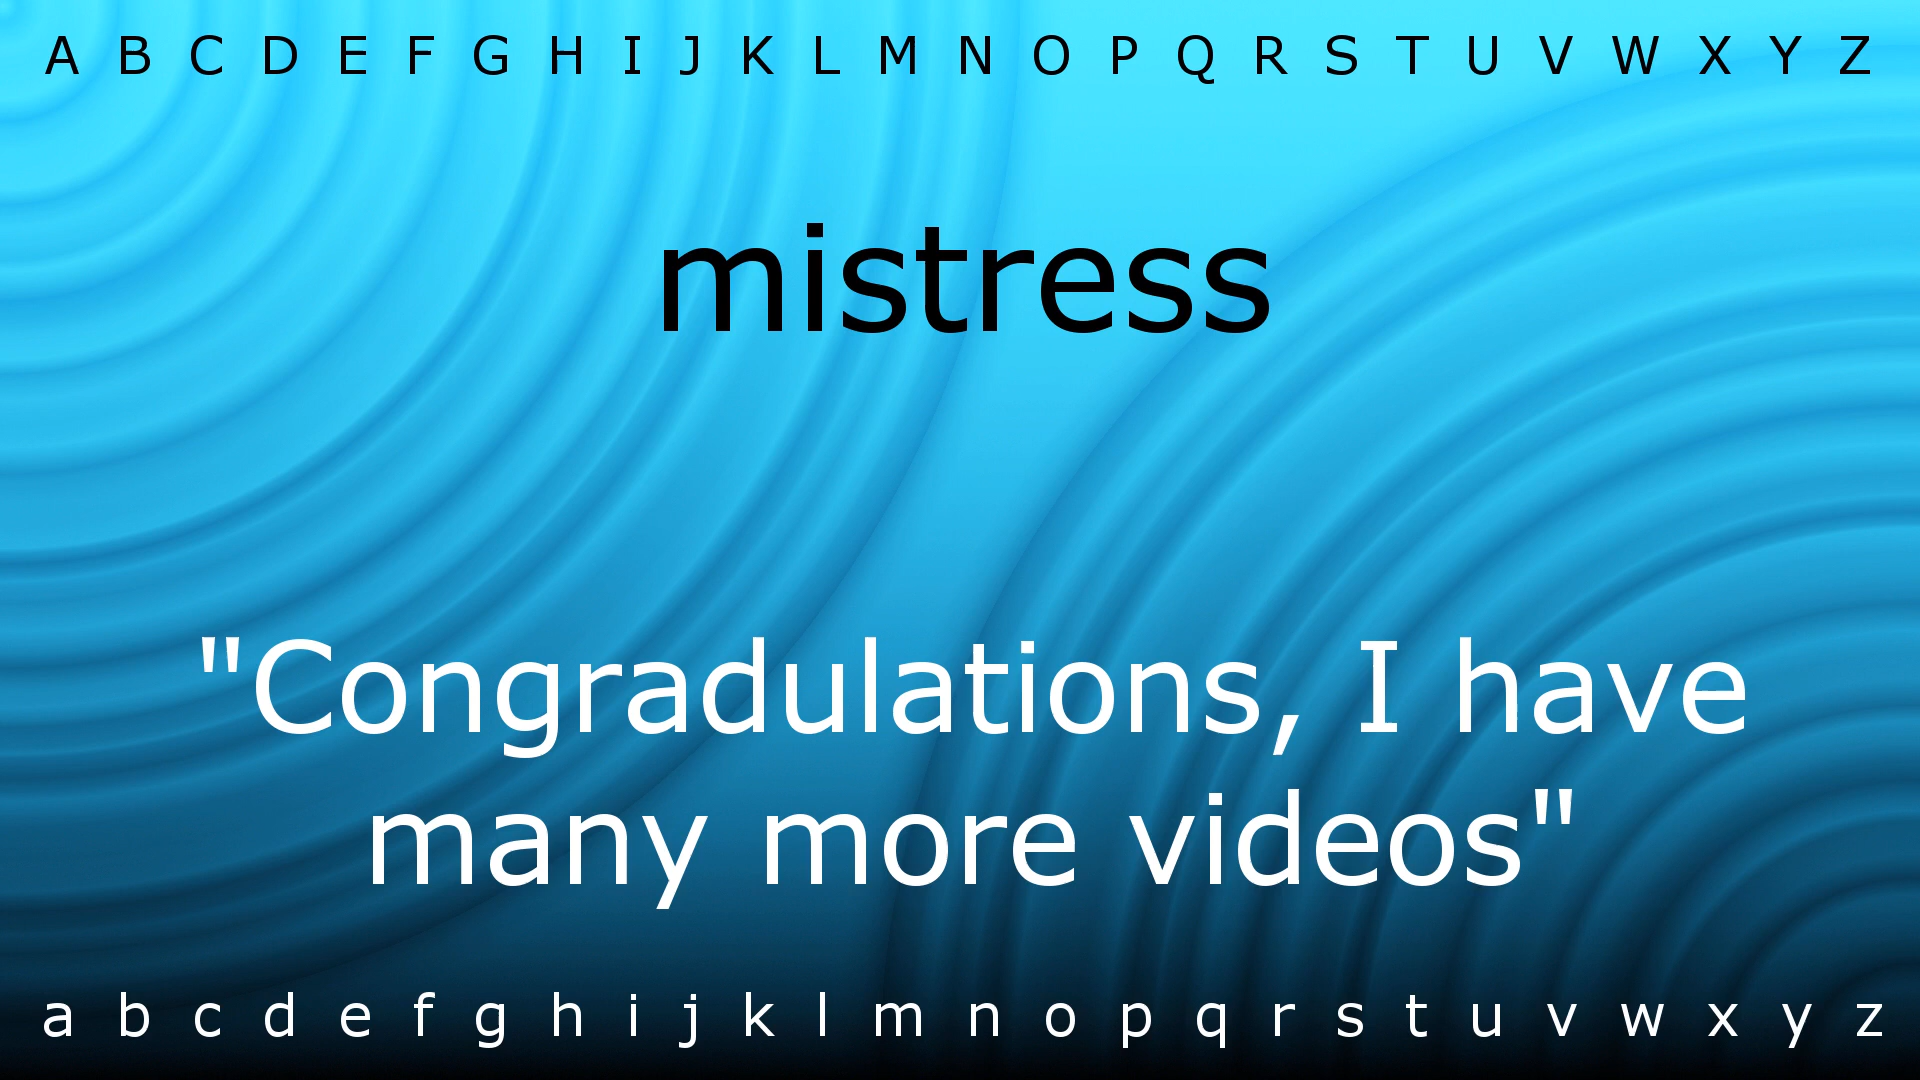 A B C D E F G H I J K L M N O P Q R S T U V W X Y Z
mistress
"Congradulations, I have
many more videos"
a b c d e f g h i j k l m n o p q r s t u v w x y z